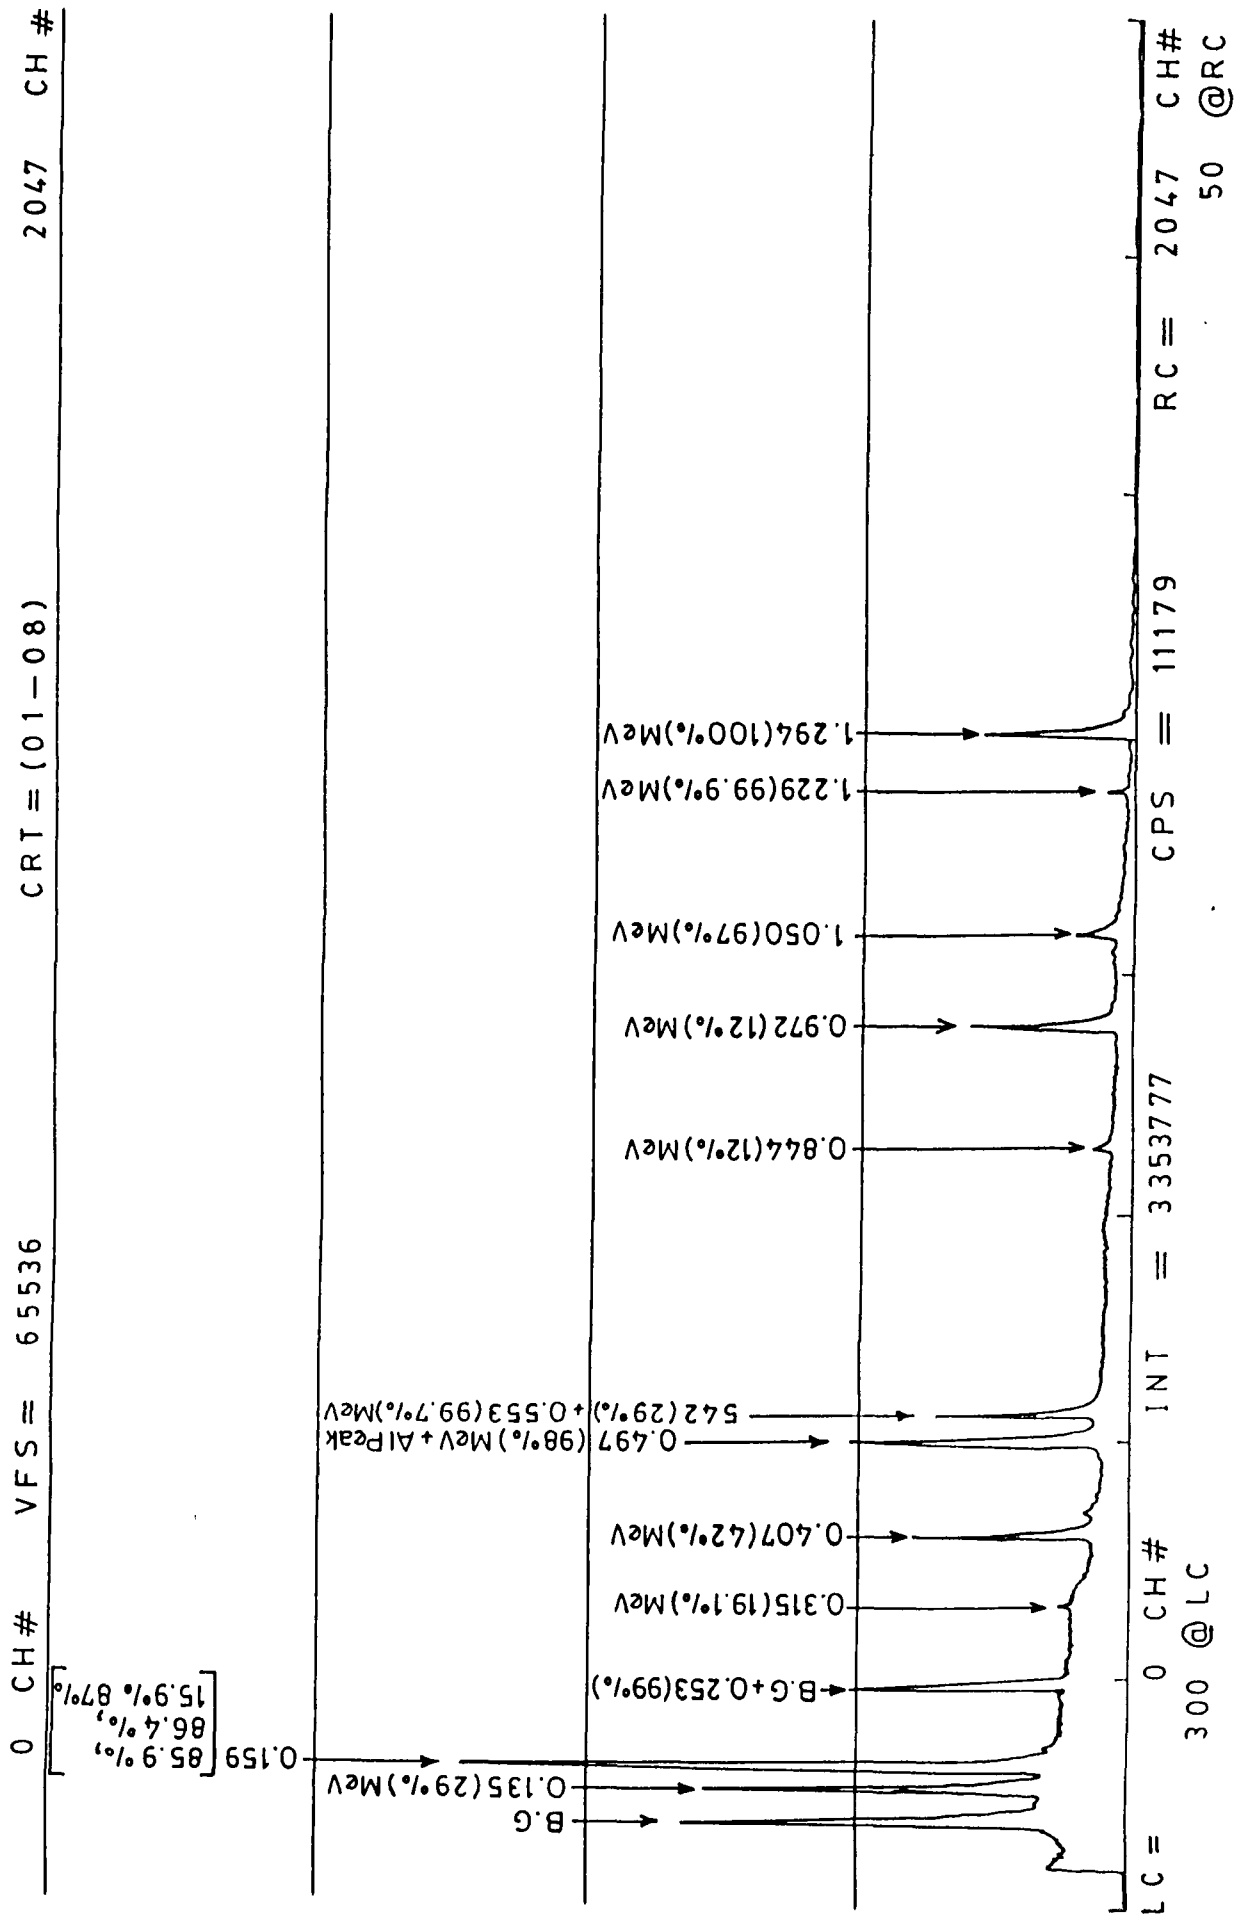 0 CH# VFS = 65536 CRT = (01-08) 2047 CH #
B.G
0.135 (29%) MeV
0.159
[85.9%,
86.4%,
15.9% 87%]
B.G + 0.253 (99%)
0.315 (19.1%) MeV
0.407 (42%) MeV
0.497 (98%) MeV + Al Peak
542 (29%) + 0.553 (99.7%) MeV
0.844 (12%) MeV
0.972 (12%) MeV
1.050 (97%) MeV
1.229 (99.9%) MeV
1.294 (100%) MeV
LC = 0 CH# INT = 3353777 CPS = 11179 RC = 2047 CH#
300 @LC 50 @RC